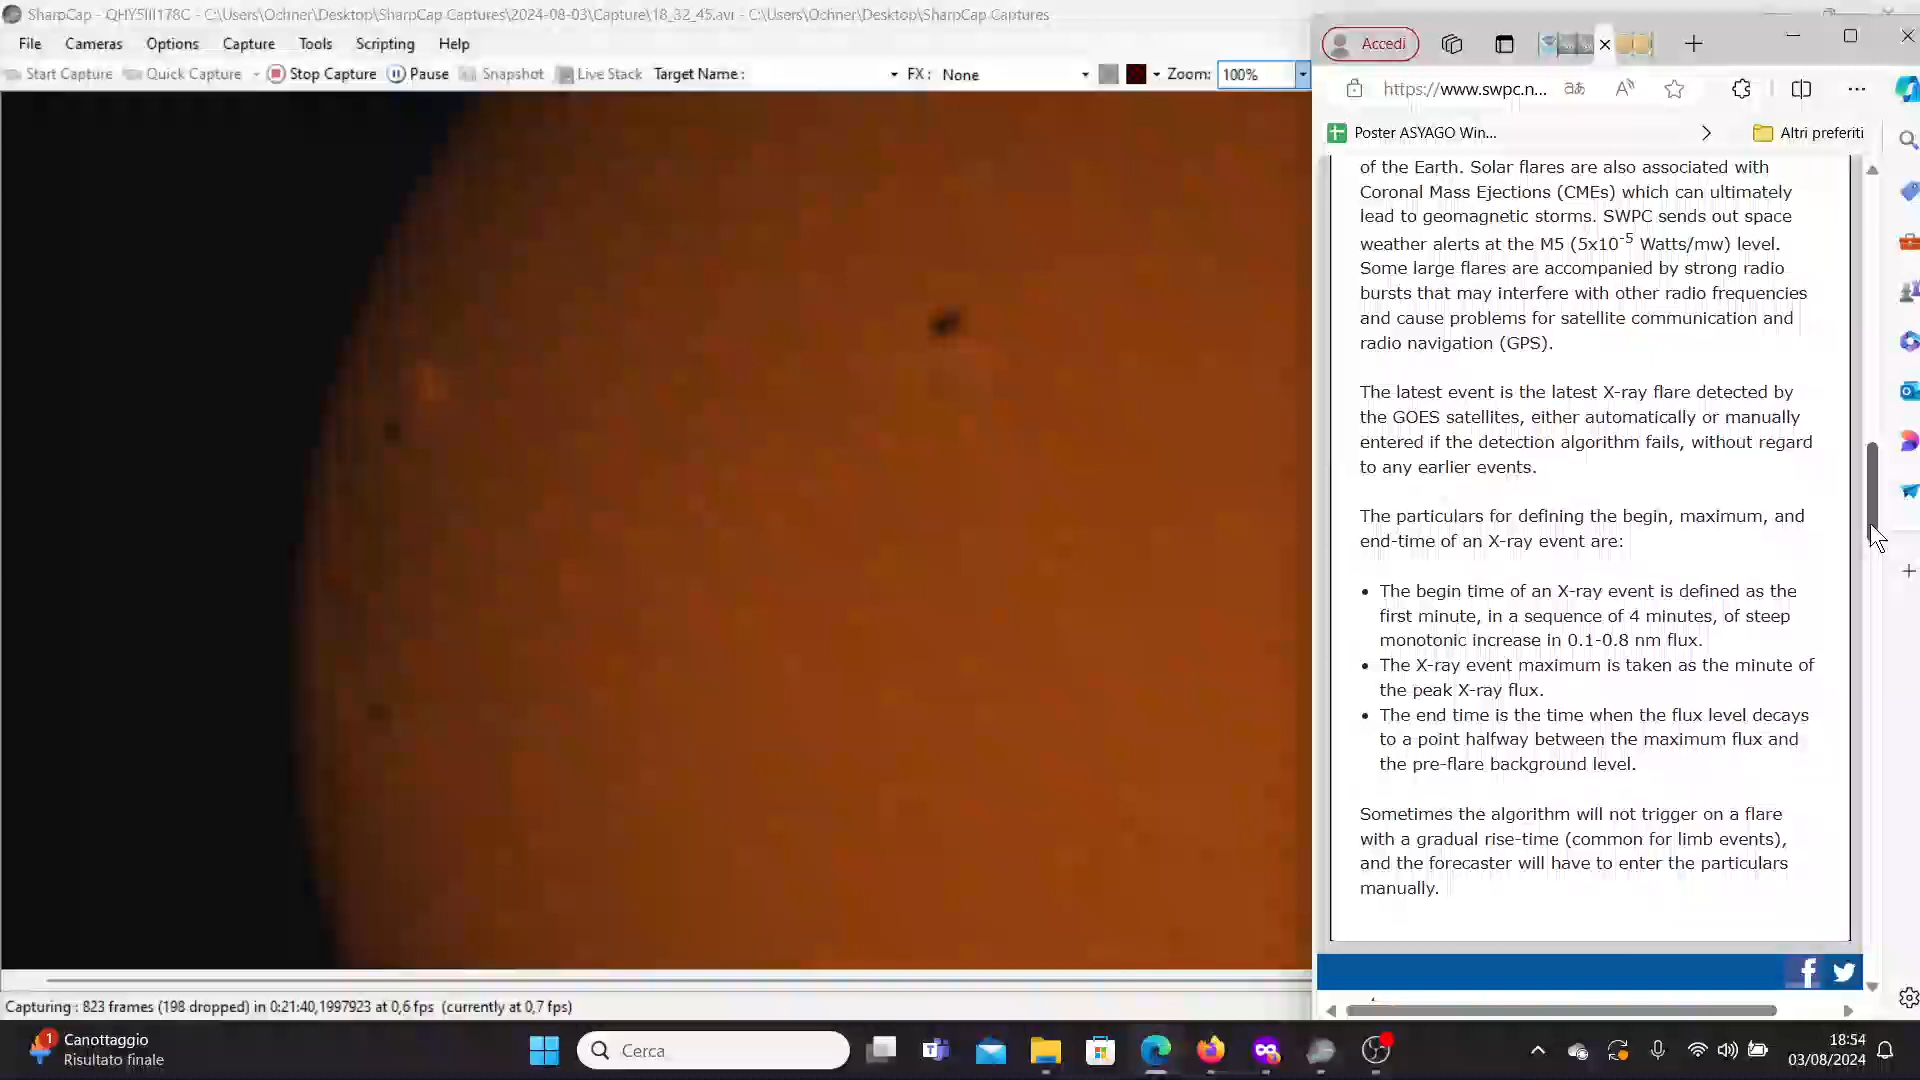 SharpCap - QHY5III178C - C:\Users\Ochner\Desktop\SharpCap Captures\2024-08-03\Capture\18_32_45.avi - C:\Users\Ochner\Desktop\SharpCap Captures
File Cameras Options Capture Tools Scripting Help
Start Capture Quick Capture Stop Capture Pause Snapshot Live Stack Target Name : FX : None Zoom: 100%
Capturing : 823 frames (198 dropped) in 0:21:40,1997923 at 0,6 fps (currently at 0,7 fps)
Accedi
https://www.swpc.n...
Poster ASYAGO Win...
Altri preferiti
of the Earth. Solar flares are also associated with
Coronal Mass Ejections (CMEs) which can ultimately
lead to geomagnetic storms. SWPC sends out space
weather alerts at the M5 (5x10-5 Watts/mw) level.
Some large flares are accompanied by strong radio
bursts that may interfere with other radio frequencies
and cause problems for satellite communication and
radio navigation (GPS).
The latest event is the latest X-ray flare detected by
the GOES satellites, either automatically or manually
entered if the detection algorithm fails, without regard
to any earlier events.
The particulars for defining the begin, maximum, and
end-time of an X-ray event are:
• The begin time of an X-ray event is defined as the
first minute, in a sequence of 4 minutes, of steep
monotonic increase in 0.1-0.8 nm flux.
• The X-ray event maximum is taken as the minute of
the peak X-ray flux.
• The end time is the time when the flux level decays
to a point halfway between the maximum flux and
the pre-flare background level.
Sometimes the algorithm will not trigger on a flare
with a gradual rise-time (common for limb events),
and the forecaster will have to enter the particulars
manually.
1
Canottaggio
Risultato finale
Cerca
18:54
03/08/2024